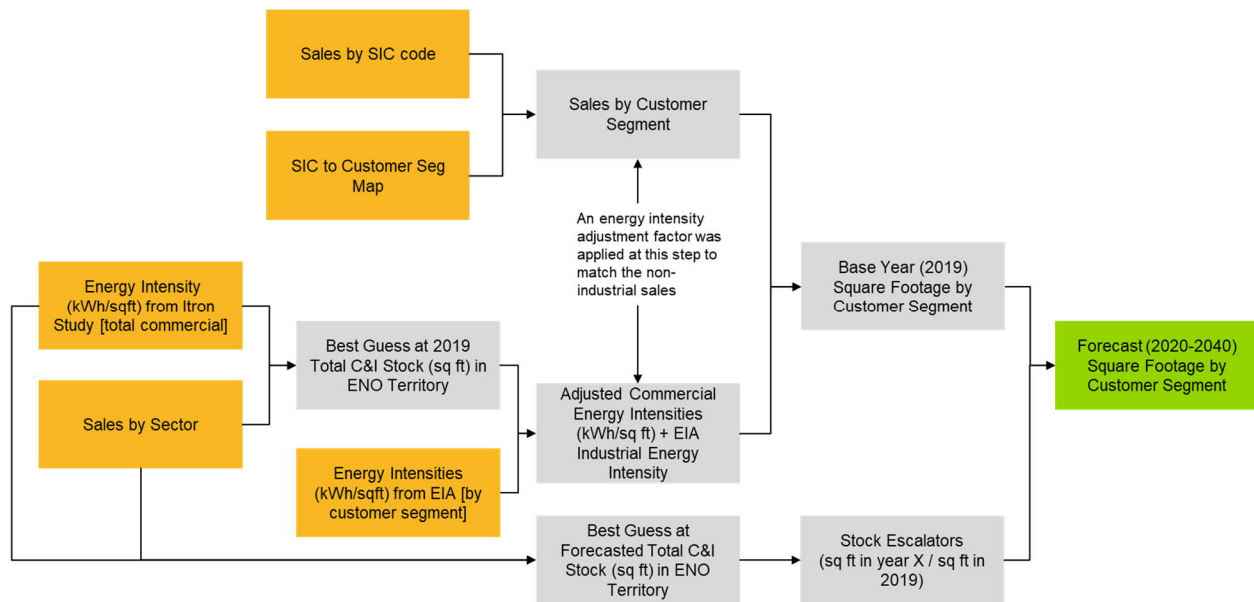 Sales by SIC code
SIC to Customer Seg
Map
Sales by Customer
Segment
An energy intensity
adjustment factor was
applied at this step to
match the non-
industrial sales
Energy Intensity
(kWh/sqft) from Itron
Study [total commercial]
Sales by Sector
Best Guess at 2019
Total C&I Stock (sq ft) in
ENO Territory
Energy Intensities
(kWh/sqft) from EIA [by
customer segment]
Adjusted Commercial
Energy Intensities
(kWh/sq ft) + EIA
Industrial Energy
Intensity
Base Year (2019)
Square Footage by
Customer Segment
Forecast (2020-2040)
Square Footage by
Customer Segment
Best Guess at
Forecasted Total C&I
Stock (sq ft) in ENO
Territory
Stock Escalators
(sq ft in year X / sq ft in
2019)